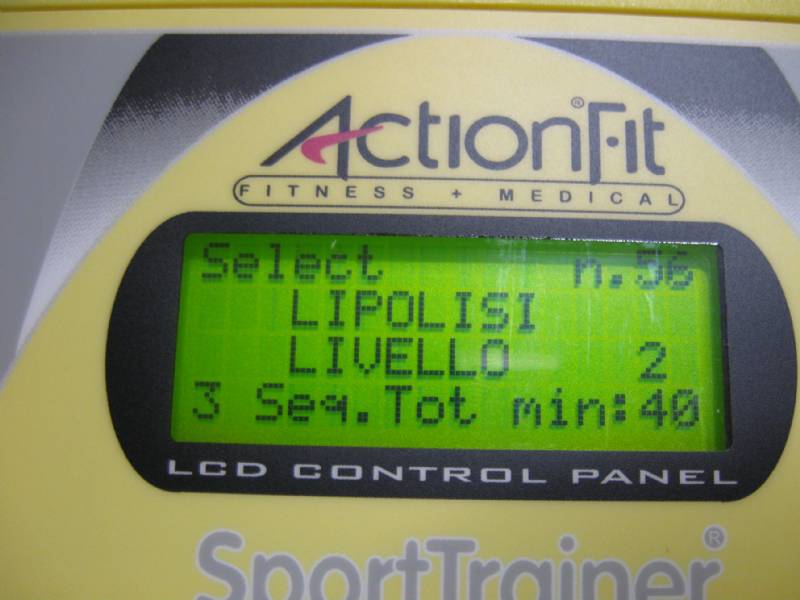 ActionFit®
FITNESS + MEDICAL
Select n.56
LIPOLISI
LIVELLO 2
3 Seq.Tot min:40
LCD CONTROL PANEL
SportTrainer®